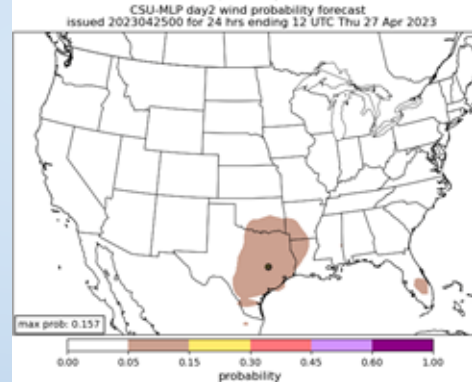 CSU-MLP day2 wind probability forecast
issued 2023042500 for 24 hrs ending 12 UTC Thu 27 Apr 2023
max prob: 0.157
0.00 0.05 0.15 0.30 0.45 0.60 1.00
probability